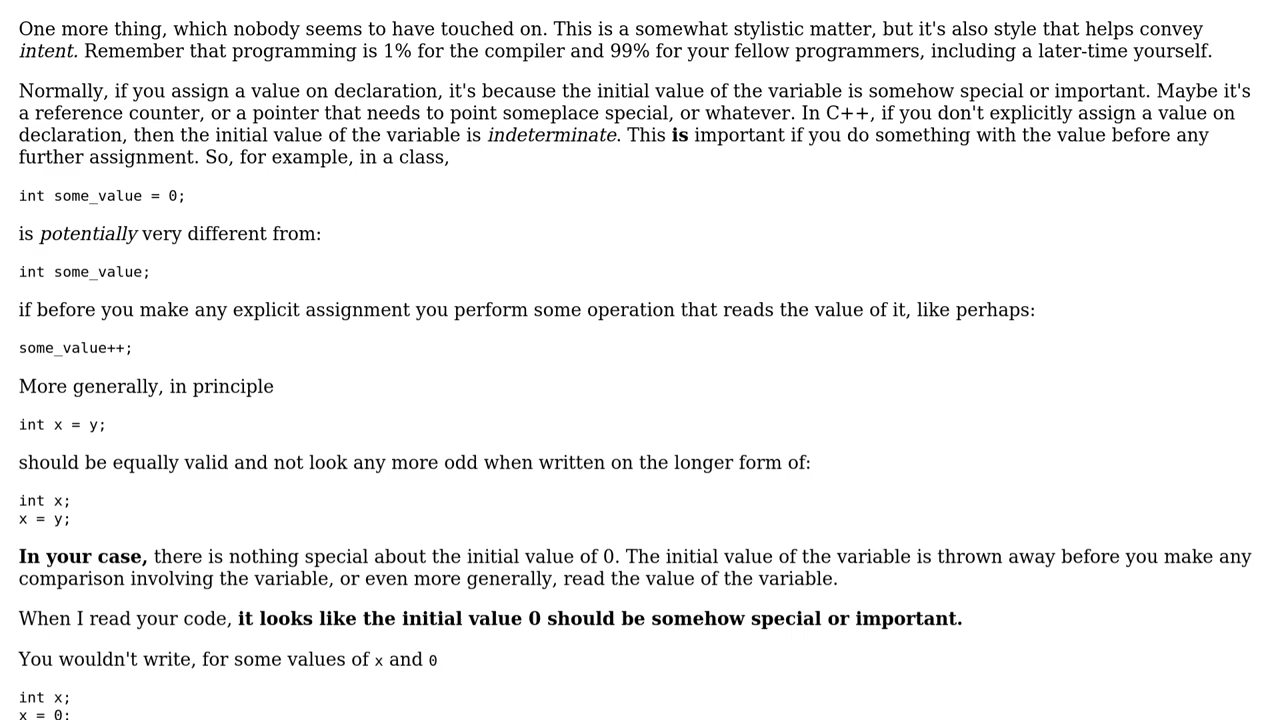 One more thing, which nobody seems to have touched on. This is a somewhat stylistic matter, but it's also style that helps convey
intent. Remember that programming is 1% for the compiler and 99% for your fellow programmers, including a later-time yourself.
Normally, if you assign a value on declaration, it's because the initial value of the variable is somehow special or important. Maybe it's
a reference counter, or a pointer that needs to point someplace special, or whatever. In C++, if you don't explicitly assign a value on
declaration, then the initial value of the variable is indeterminate. This is important if you do something with the value before any
further assignment. So, for example, in a class,
int some_value = 0;
is potentially very different from:
int some_value;
if before you make any explicit assignment you perform some operation that reads the value of it, like perhaps:
some_value++;
More generally, in principle
int x = y;
should be equally valid and not look any more odd when written on the longer form of:
int x;
x = y;
In your case, there is nothing special about the initial value of 0. The initial value of the variable is thrown away before you make any
comparison involving the variable, or even more generally, read the value of the variable.
When I read your code, it looks like the initial value 0 should be somehow special or important.
You wouldn't write, for some values of x and 0
int x;
x = 0;